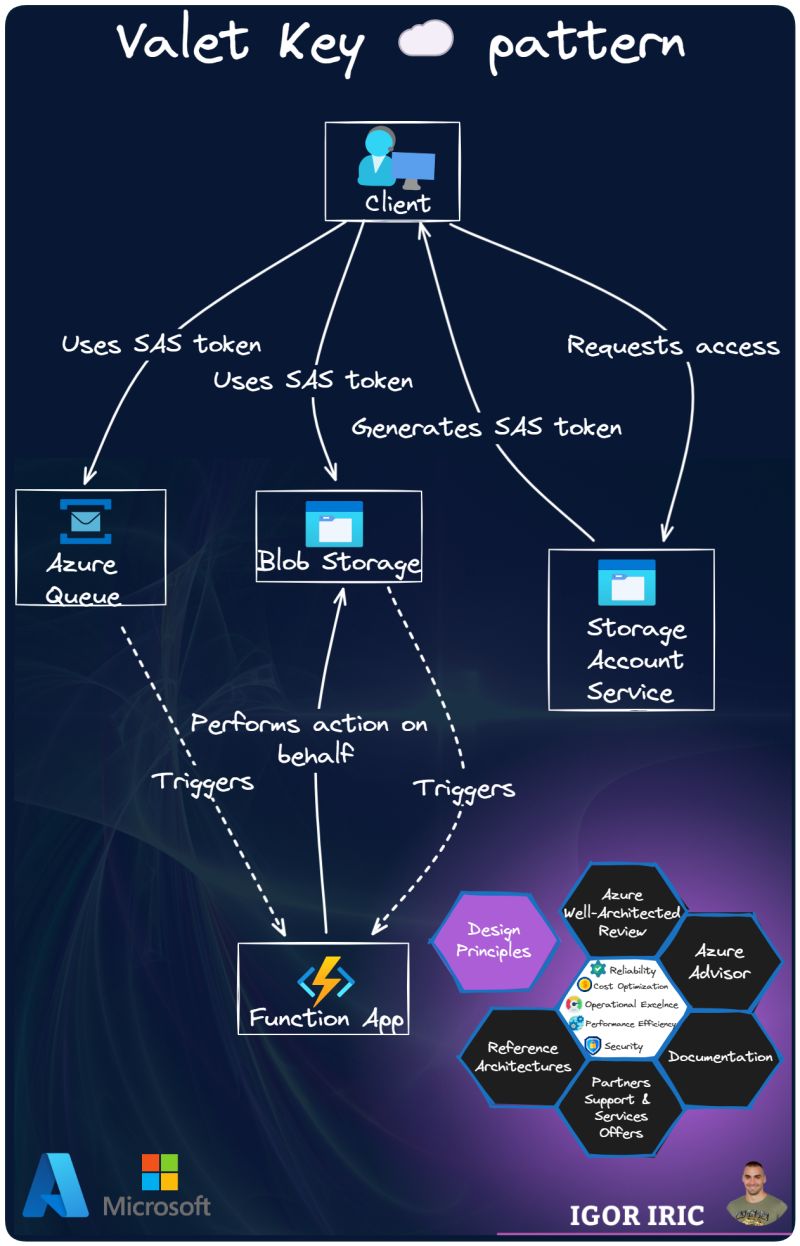 Valet Key pattern
Client
Uses SAS token
Uses SAS token
Requests access
Generates SAS token
Azure
Queue
Blob Storage
Storage
Account
Service
Performs action on
behalf
Triggers
Triggers
Function App
Design
Principles
Azure
Well-Architected
Review
Azure
Advisor
Reliability
Cost Optimization
Operational Excelnce
Performance Efficiency
Security
Reference
Architectures
Documentation
Partners
Support &
Services
Offers
Microsoft
IGOR IRIC